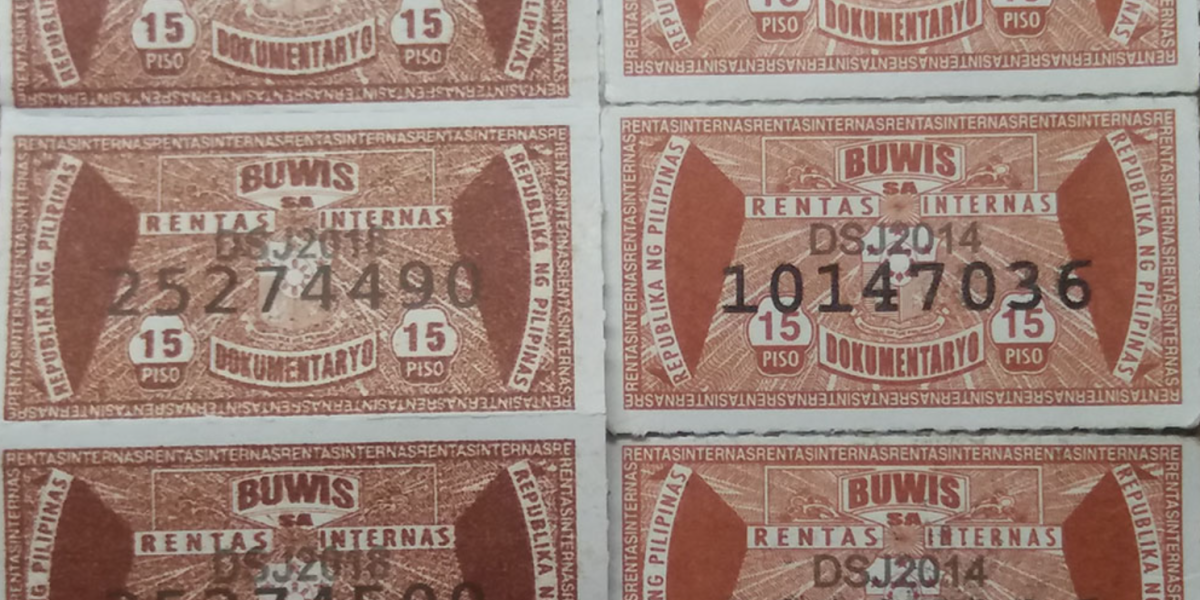 15 15
PISO DOKUMENTARYO PISO
RENTASINTERNASRENTASINTERNASRENTASINTERNASRE
BUWIS
SA
RENTAS INTERNAS
REPUBLIKA NG PILIPINAS
REPUBLIKA NG PILIPINAS
DSJ2018
25274490
15 15
PISO DOKUMENTARYO PISO
RENTASINTERNASRENTASINTERNASRENTASINTERNASRE
BUWIS
SA
RENTAS INTERNAS
DSJ2018
PISO DOKUMENTARYO PISO
RENTASINTERNASRENTASINTERNASRENTASINTERNASRE
BUWIS
SA
RENTAS INTERNAS
REPUBLIKA NG PILIPINAS
REPUBLIKA NG PILIPINAS
DSJ2014
10147036
15 15
PISO DOKUMENTARYO PISO
RENTASINTERNASRENTASINTERNASRENTASINTERNASRE
BUWIS
SA
RENTAS INTERNAS
DSJ2014